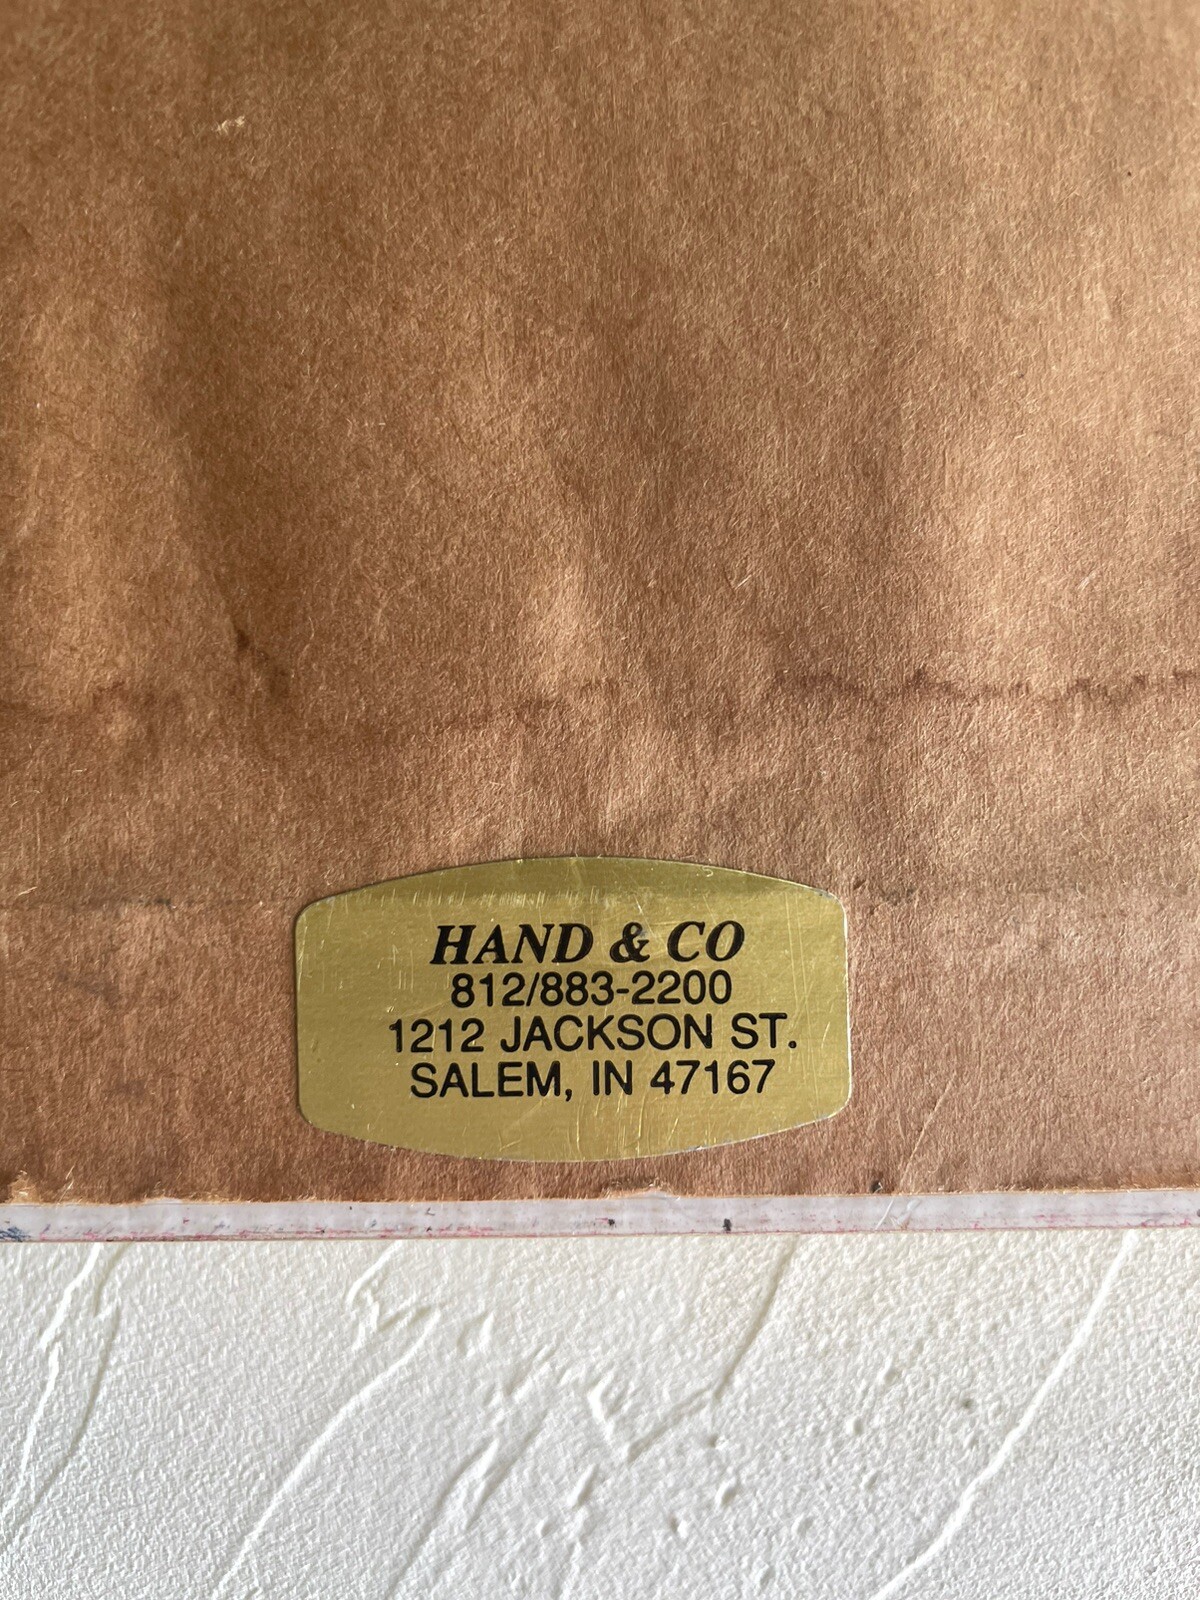 HAND & CO
812/883-2200
1212 JACKSON ST.
SALEM, IN 47167